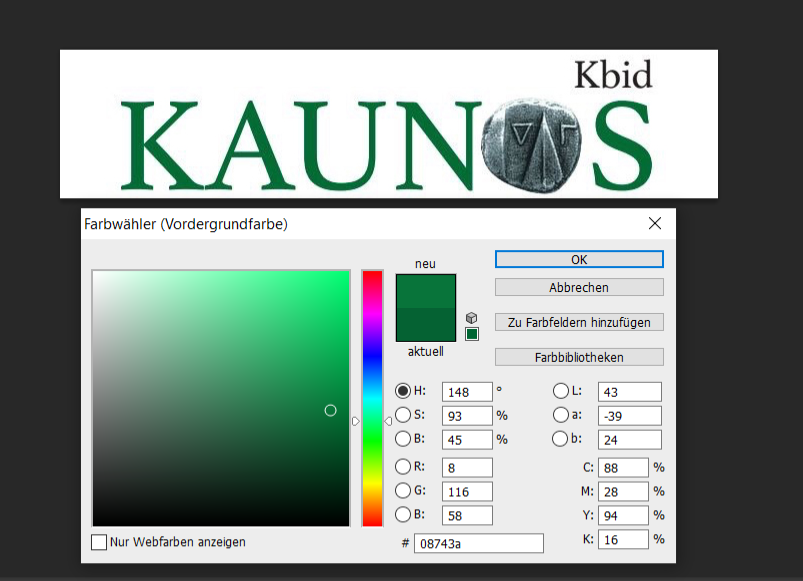 Kbid
KAUNOS
Farbwähler (Vordergrundfarbe)
neu
aktuell
OK
Abbrechen
Zu Farbfeldern hinzufügen
Farbbibliotheken
H: 148 °
S: 93 %
B: 45 %
R: 8
G: 116
B: 58
# 08743a
L: 43
a: -39
b: 24
C: 88 %
M: 28 %
Y: 94 %
K: 16 %
Nur Webfarben anzeigen